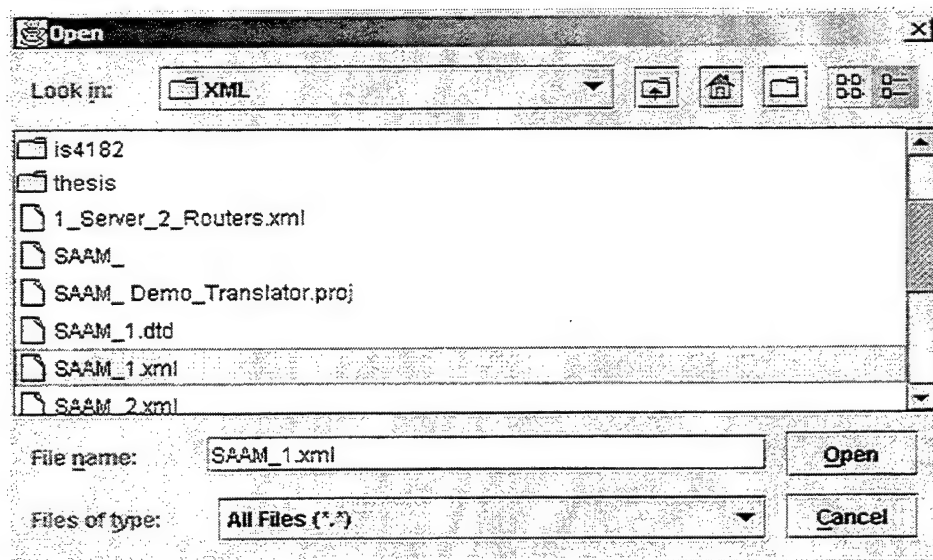 Open
Look in: XML
is4182
thesis
1_Server_2_Routers.xml
SAAM_
SAAM_ Demo_Translator.proj
SAAM_1.dtd
SAAM_1.xml
SAAM_2.xml
File name: SAAM_1.xml Open
Files of type: All Files (*.*) Cancel